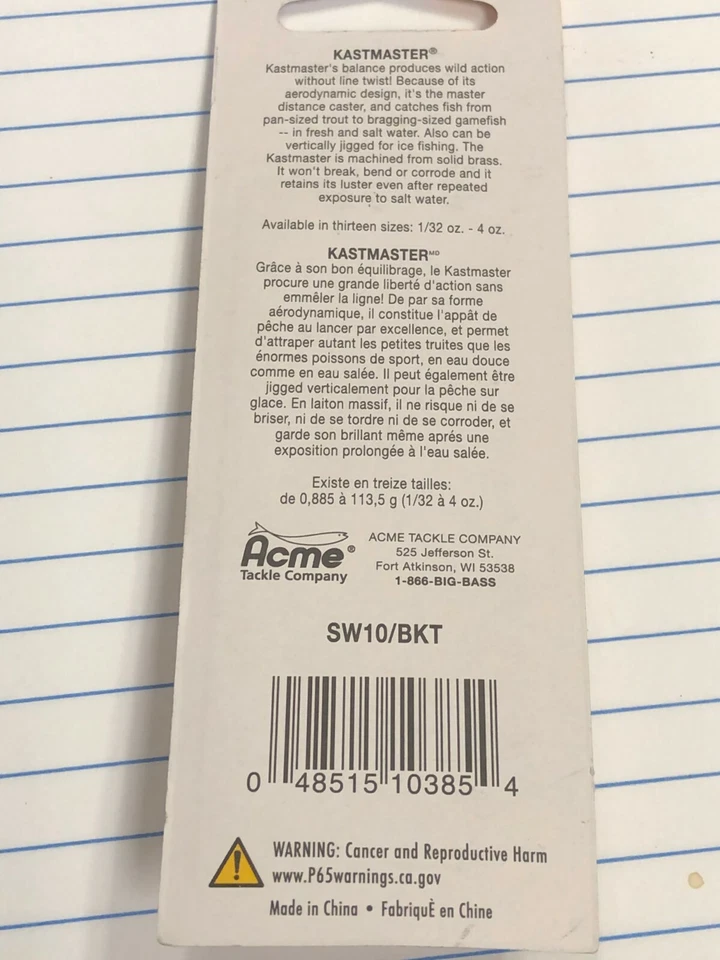 KASTMASTER®
Kastmaster's balance produces wild action
without line twist! Because of its
aerodynamic design, it's the master
distance caster, and catches fish from
pan-sized trout to bragging-sized gamefish
-- in fresh and salt water. Also can be
vertically jigged for ice fishing. The
Kastmaster is machined from solid brass.
It won't break, bend or corrode and it
retains its luster even after repeated
exposure to salt water.
Available in thirteen sizes: 1/32 oz. - 4 oz.
KASTMASTERᴹᴰ
Grâce à son bon équilibrage, le Kastmaster
procure une grande liberté d'action sans
emmêler la ligne! De par sa forme
aérodynamique, il constitue l'appât de
pêche au lancer par excellence, et permet
d'attraper autant les petites truites que les
énormes poissons de sport, en eau douce
comme en eau salée. Il peut également être
jigged verticalement pour la pêche sur
glace. En laiton massif, il ne risque ni de se
briser, ni de se tordre ni de se corroder, et
garde son brillant même aprés une
exposition prolongée à l'eau salée.
Existe en treize tailles:
de 0,885 à 113,5 g (1/32 à 4 oz.)
Acme®
Tackle Company
ACME TACKLE COMPANY
525 Jefferson St.
Fort Atkinson, WI 53538
1-866-BIG-BASS
SW10/BKT
0 48515 10385 4
WARNING: Cancer and Reproductive Harm
www.P65warnings.ca.gov
Made in China • FabriquÈ en Chine